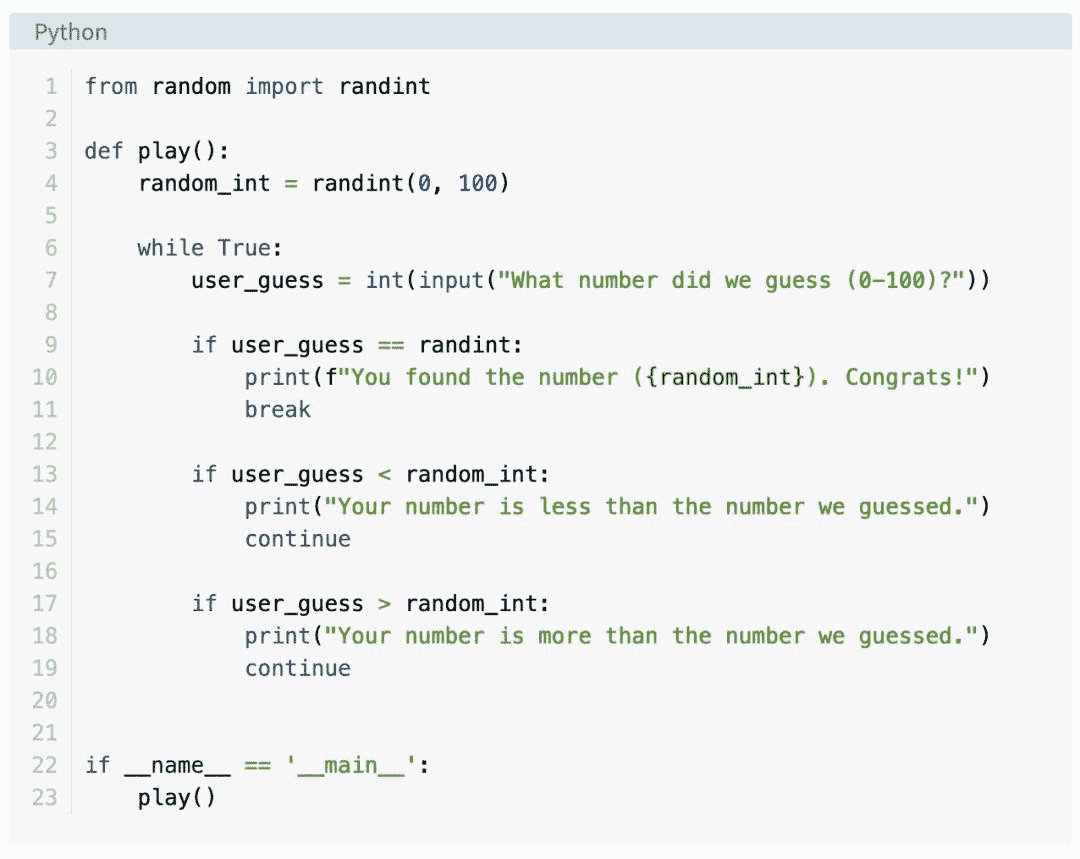 Python
1 from random import randint
2
3 def play():
4     random_int = randint(0, 100)
5
6     while True:
7         user_guess = int(input("What number did we guess (0-100)?"))
8
9         if user_guess == randint:
10             print(f"You found the number ({random_int}). Congrats!")
11             break
12
13         if user_guess < random_int:
14             print("Your number is less than the number we guessed.")
15             continue
16
17         if user_guess > random_int:
18             print("Your number is more than the number we guessed.")
19             continue
20
21
22 if __name__ == '__main__':
23     play()